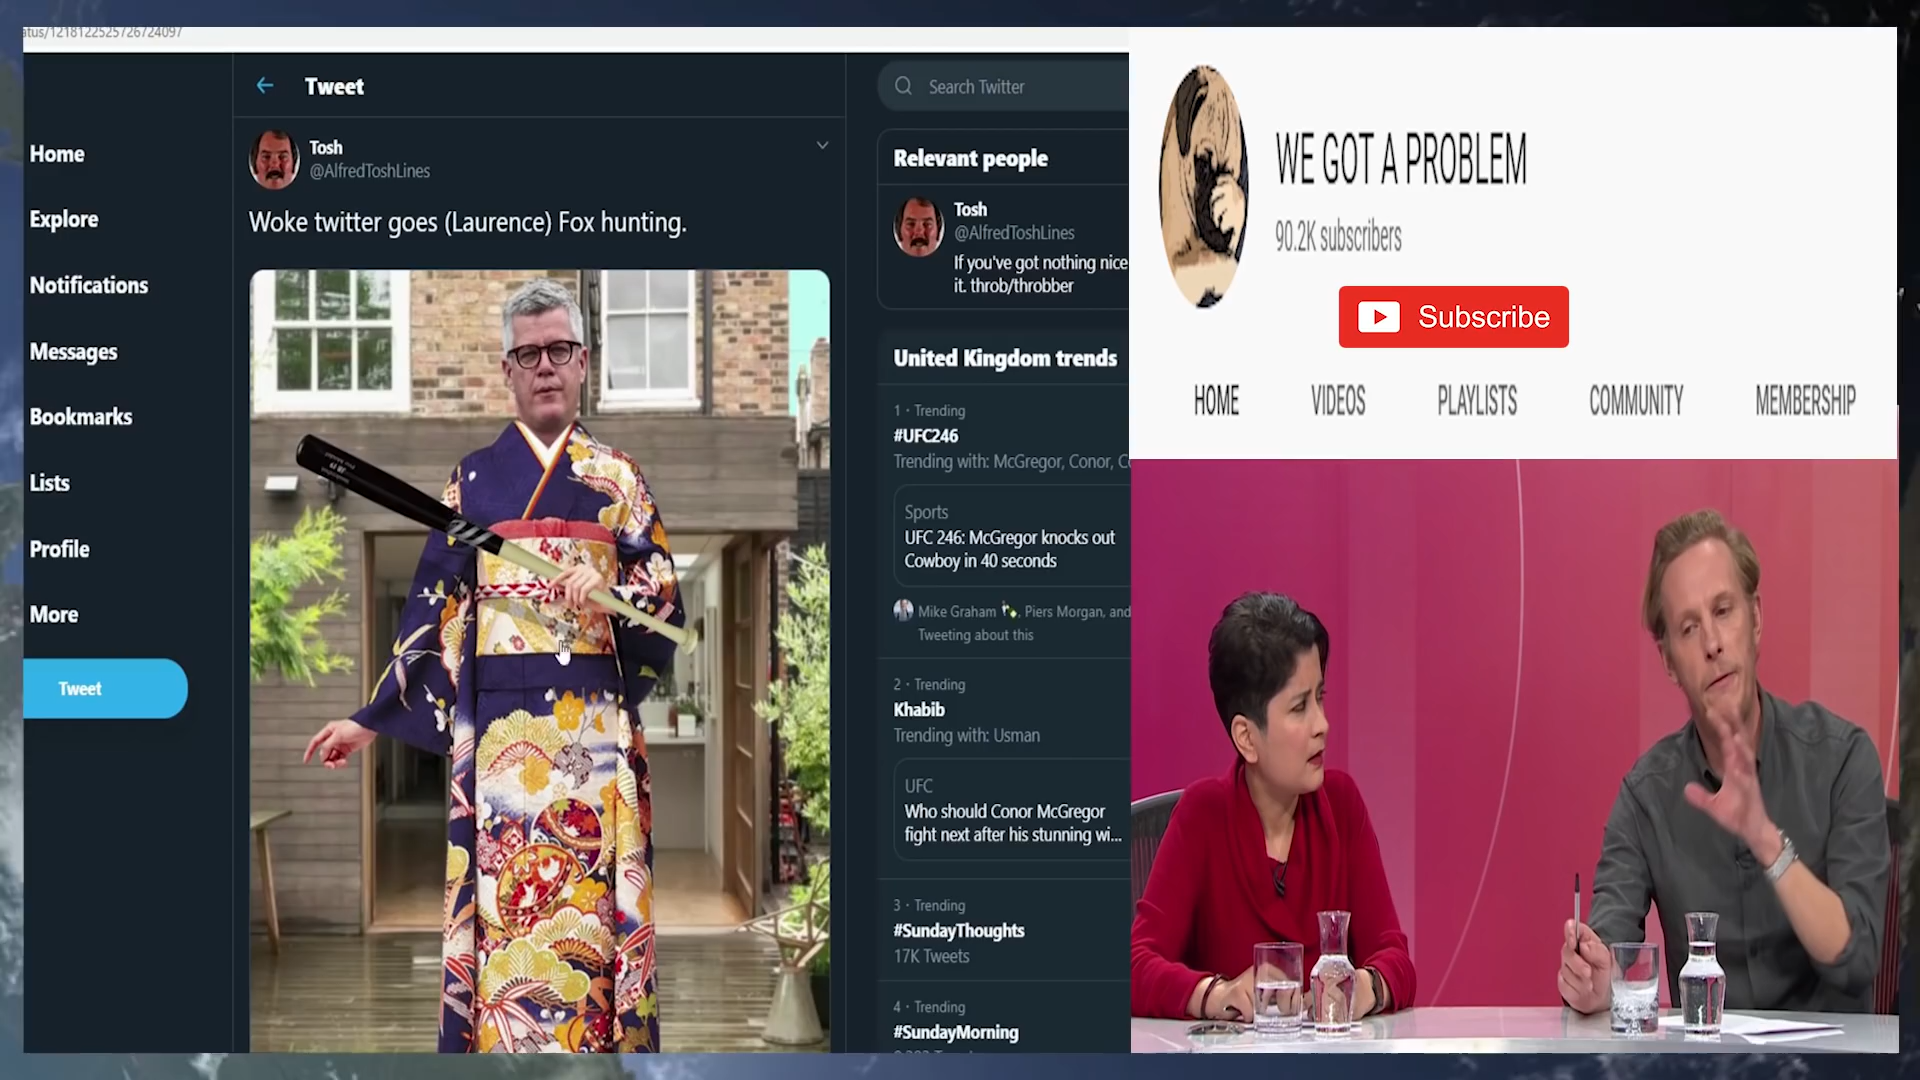 atus/1218122525726724097
Home
Explore
Notifications
Messages
Bookmarks
Lists
Profile
More
Tweet
Tweet
Tosh
@AlfredToshLines
Woke twitter goes (Laurence) Fox hunting.
Search Twitter
Relevant people
Tosh
@AlfredToshLines
If you've got nothing nice
it. throb/throbber
United Kingdom trends
1 · Trending
#UFC246
Trending with: McGregor, Conor,
Sports
UFC 246: McGregor knocks out
Cowboy in 40 seconds
Mike Graham , Piers Morgan, and
Tweeting about this
2 · Trending
Khabib
Trending with: Usman
UFC
Who should Conor McGregor
fight next after his stunning wi...
3 · Trending
#SundayThoughts
17K Tweets
4 · Trending
#SundayMorning
WE GOT A PROBLEM
90.2K subscribers
Subscribe
HOME
VIDEOS
PLAYLISTS
COMMUNITY
MEMBERSHIP